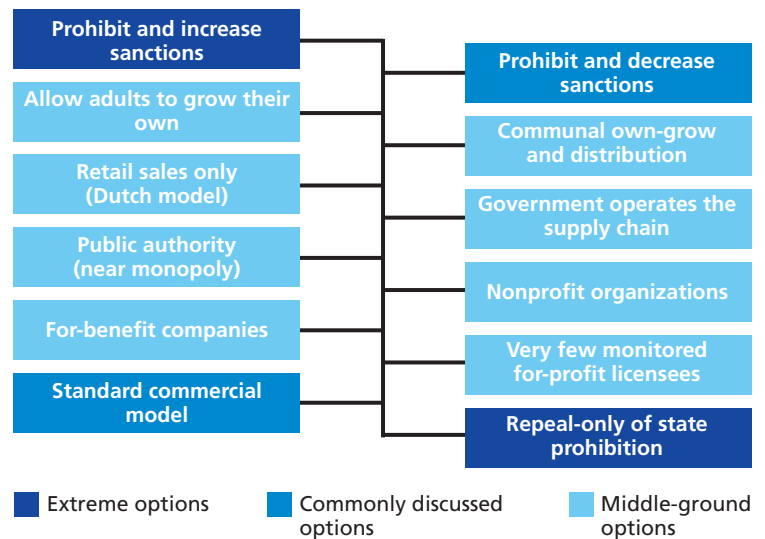 Prohibit and increase
sanctions
Prohibit and decrease
sanctions
Allow adults to grow their
own
Communal own-grow
and distribution
Retail sales only
(Dutch model)
Government operates the
supply chain
Public authority
(near monopoly)
Nonprofit organizations
For-benefit companies
Very few monitored
for-profit licensees
Standard commercial
model
Repeal-only of state
prohibition
Extreme options
Commonly discussed
options
Middle-ground
options